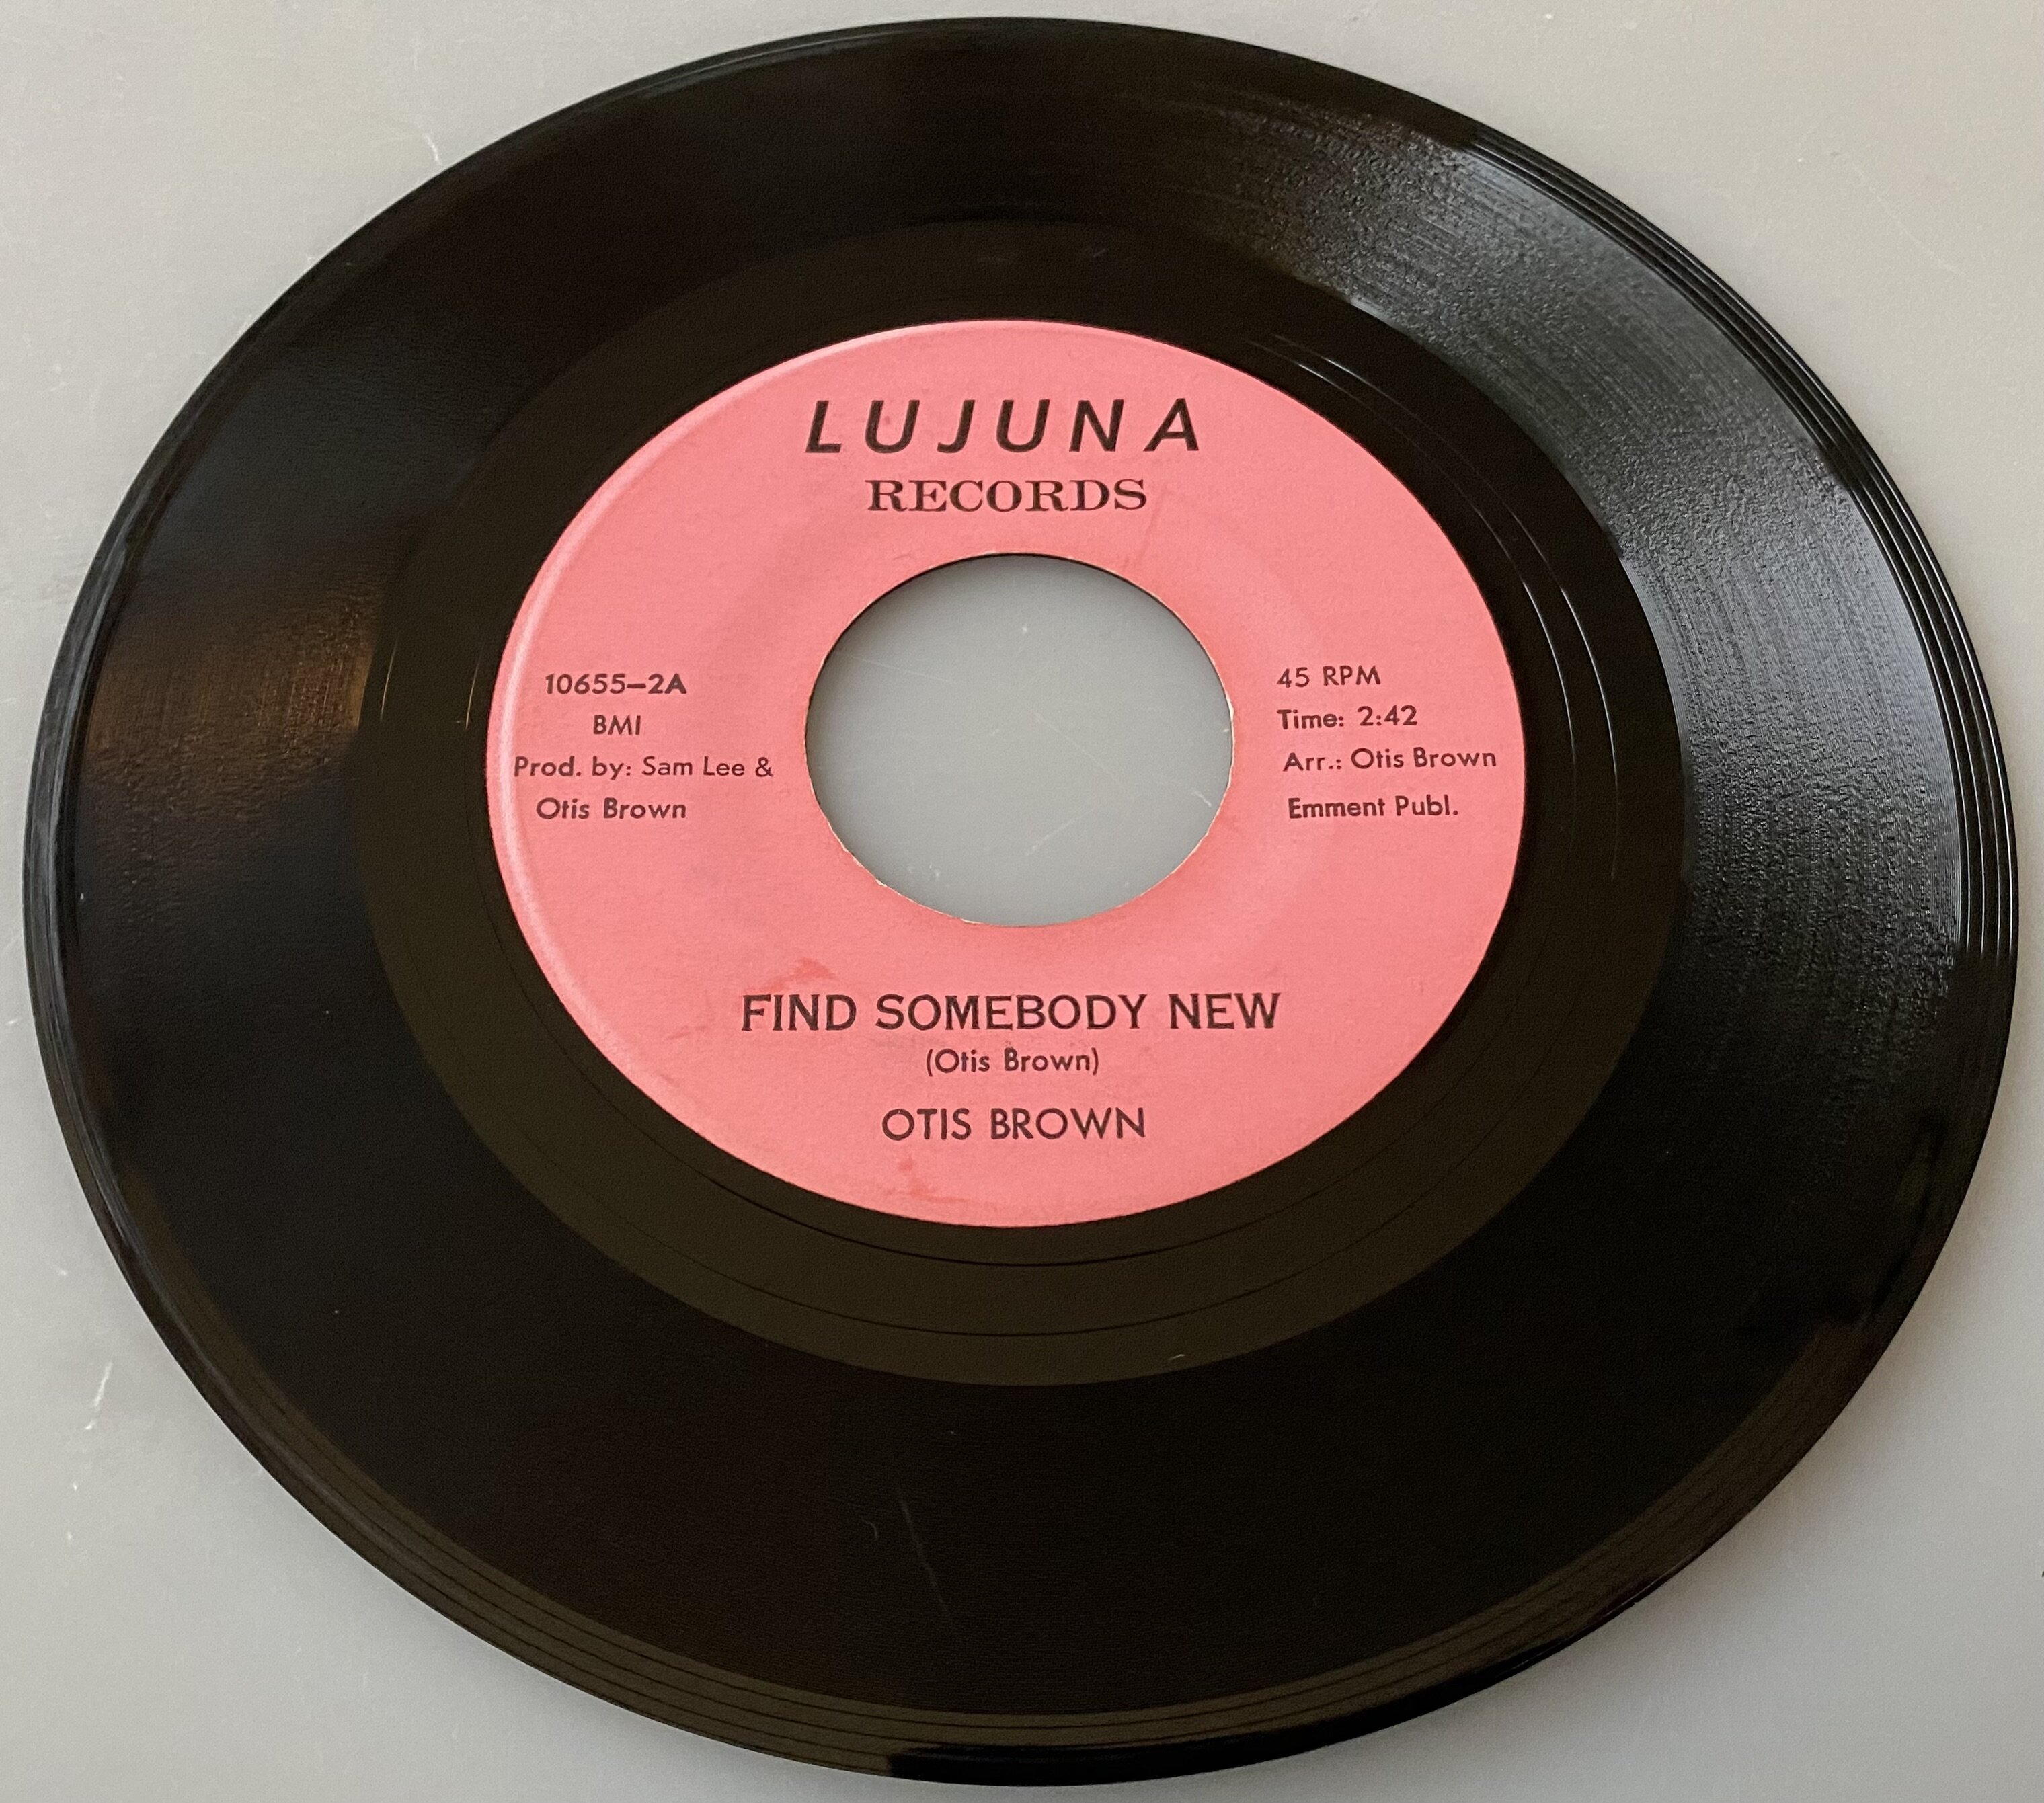 LUJUNA
RECORDS
10655-2A
BMI
Prod. by: Sam Lee &
Otis Brown
45 RPM
Time: 2:42
Arr.: Otis Brown
Emment Publ.
FIND SOMEBODY NEW
(Otis Brown)
OTIS BROWN